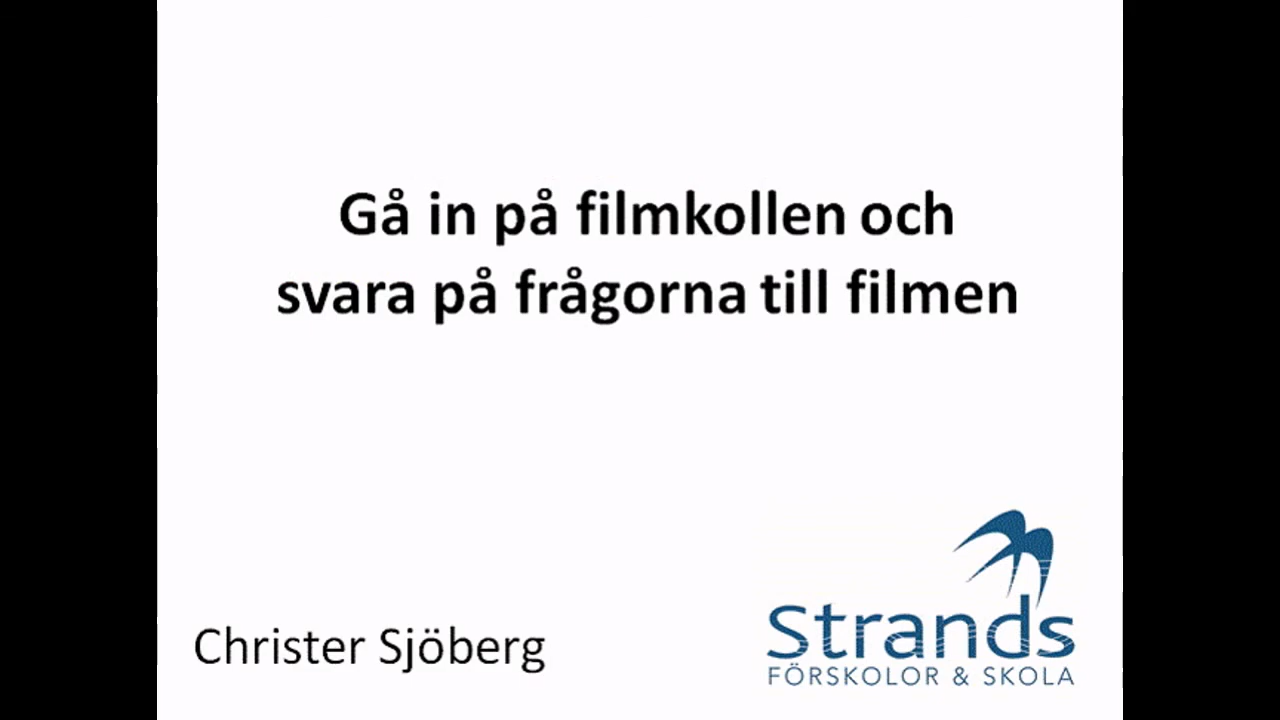 Gå in på filmkollen och
svara på frågorna till filmen
Christer Sjöberg
Strands
FÖRSKOLOR & SKOLA